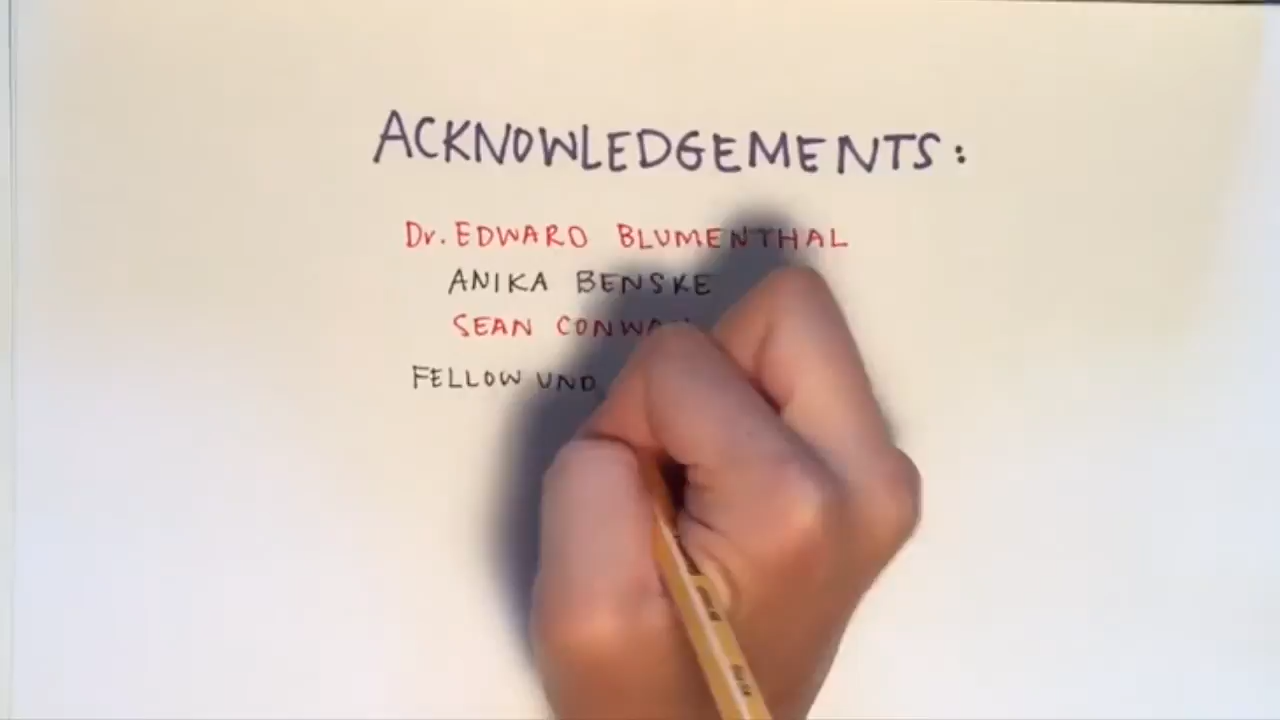 ACKNOWLEDGEMENTS:
Dr. EDWARD BLUMENTHAL
ANIKA BENSKE
SEAN
FELLOW